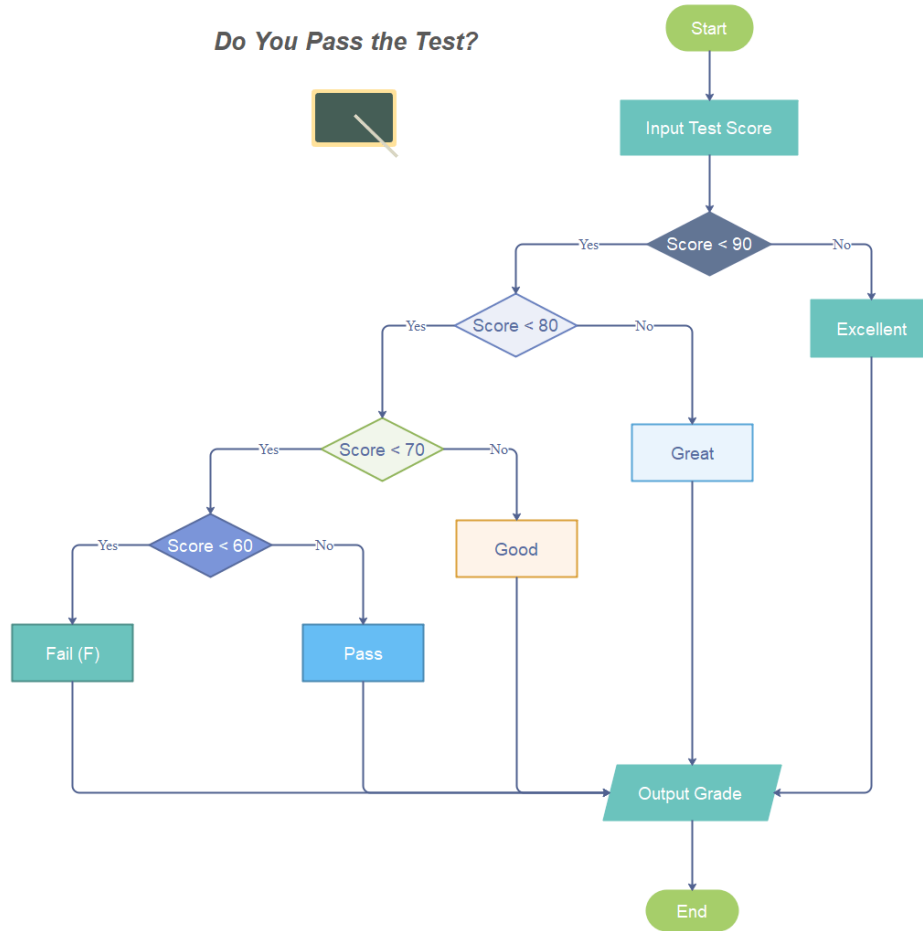 Do You Pass the Test?
Start
Input Test Score
Score < 90
Yes
No
Score < 80
Excellent
Yes
No
Score < 70
Great
Yes
No
Score < 60
Good
Yes
No
Fail (F)
Pass
Output Grade
End